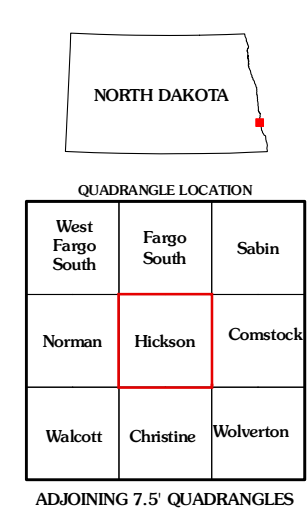 NORTH DAKOTA
QUADRANGLE LOCATION
West
Fargo
South
Fargo
South
Sabin
Norman
Hickson
Comstock
Walcott
Christine
Wolverton
ADJOINING 7.5' QUADRANGLES